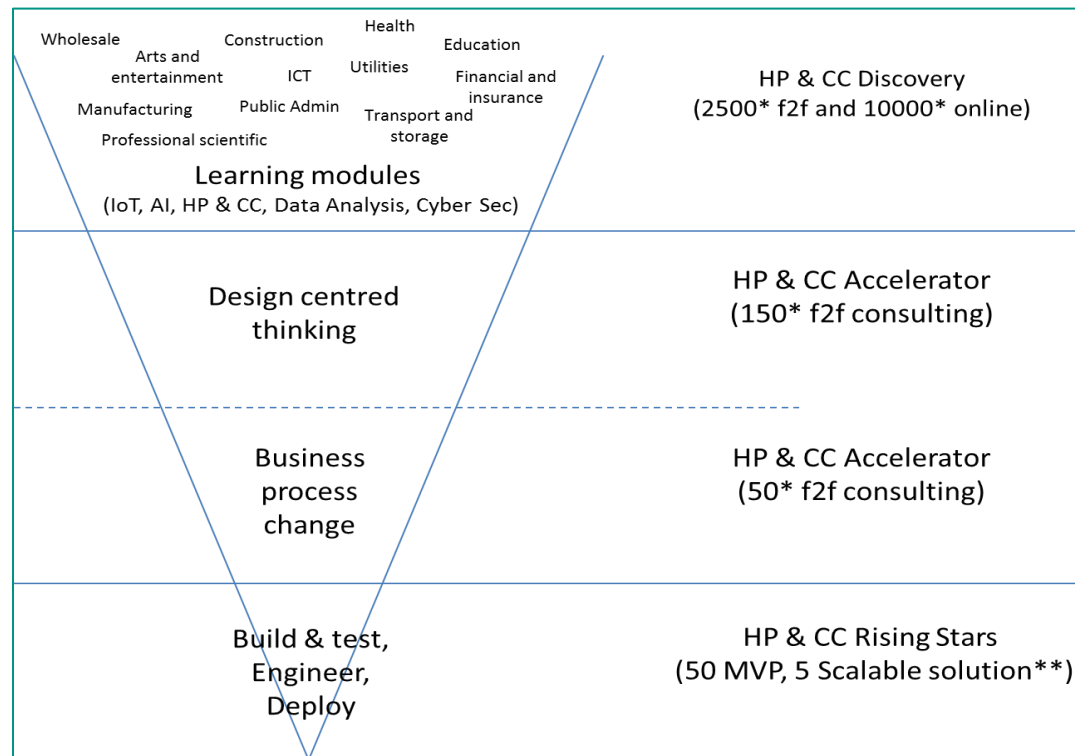 Wholesale
Construction
Health
Education
Arts and
entertainment
ICT
Utilities
Financial and
insurance
Manufacturing
Public Admin
Transport and
storage
Professional scientific
Learning modules
(IoT, AI, HP & CC, Data Analysis, Cyber Sec)
HP & CC Discovery
(2500* f2f and 10000* online)
Design centred
thinking
HP & CC Accelerator
(150* f2f consulting)
Business
process
change
HP & CC Accelerator
(50* f2f consulting)
Build & test,
Engineer,
Deploy
HP & CC Rising Stars
(50 MVP, 5 Scalable solution**)